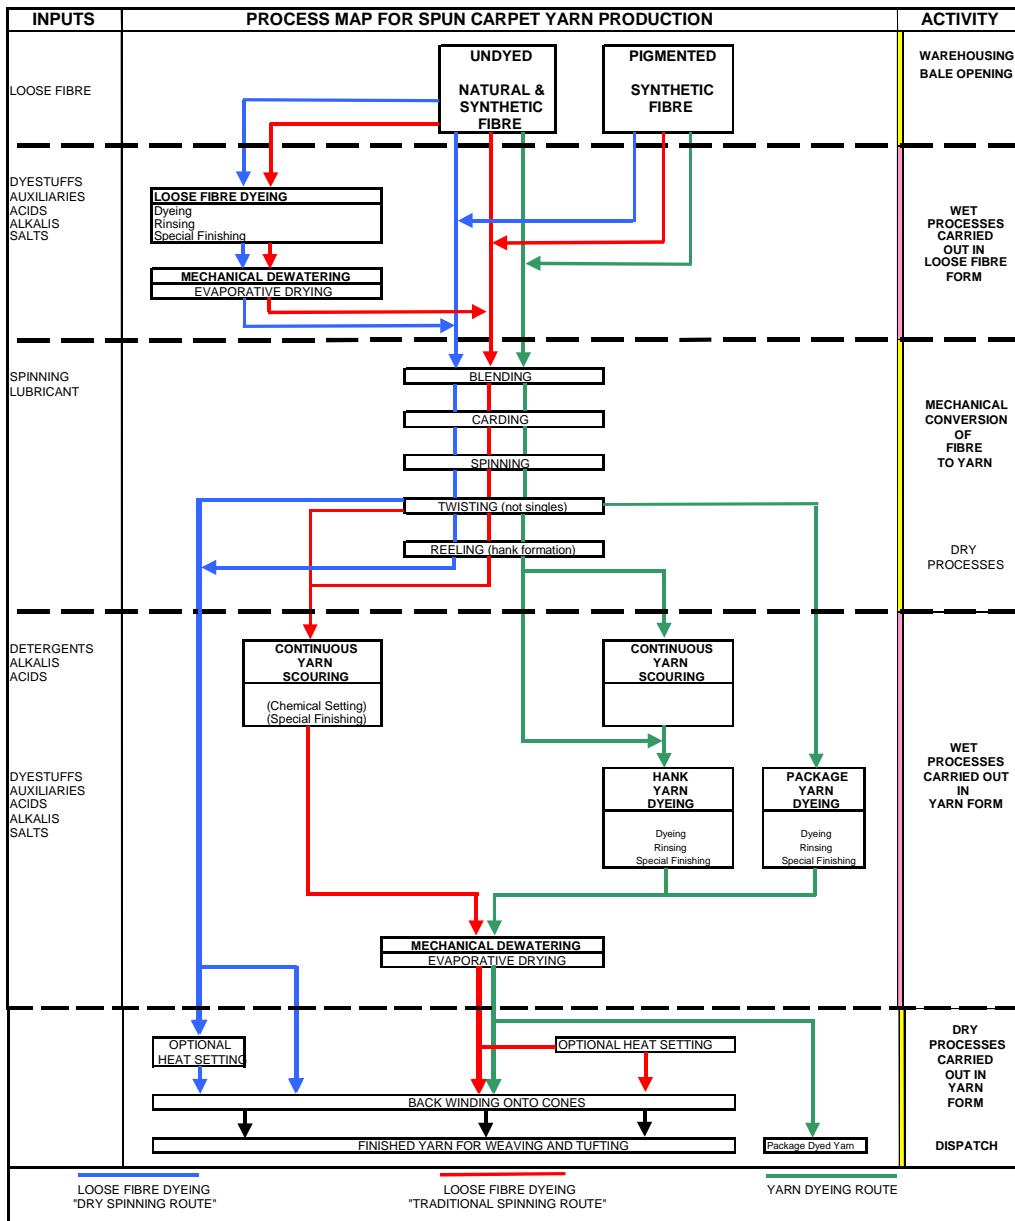 INPUTS
PROCESS MAP FOR SPUN CARPET YARN PRODUCTION
ACTIVITY
LOOSE FIBRE
UNDYED
NATURAL &
SYNTHETIC
FIBRE
PIGMENTED
SYNTHETIC
FIBRE
WAREHOUSING
BALE OPENING
DYESTUFFS
AUXILIARIES
ACIDS
ALKALIS
SALTS
LOOSE FIBRE DYEING
Dyeing
Rinsing
Special Finishing
MECHANICAL DEWATERING
EVAPORATIVE DRYING
WET
PROCESSES
CARRIED
OUT IN
LOOSE FIBRE
FORM
SPINNING
LUBRICANT
BLENDING
CARDING
SPINNING
TWISTING (not singles)
REELING (hank formation)
MECHANICAL
CONVERSION
OF
FIBRE
TO YARN
DRY
PROCESSES
DETERGENTS
ALKALIS
ACIDS
CONTINUOUS
YARN
SCOURING
(Chemical Setting)
(Special Finishing)
CONTINUOUS
YARN
SCOURING
DYESTUFFS
AUXILIARIES
ACIDS
ALKALIS
SALTS
HANK
YARN
DYEING
Dyeing
Rinsing
Special Finishing
PACKAGE
YARN
DYEING
Dyeing
Rinsing
Special Finishing
WET
PROCESSES
CARRIED OUT
IN
YARN FORM
MECHANICAL DEWATERING
EVAPORATIVE DRYING
OPTIONAL
HEAT SETTING
OPTIONAL HEAT SETTING
BACK WINDING ONTO CONES
FINISHED YARN FOR WEAVING AND TUFTING
Package Dyed Yarn
DRY
PROCESSES
CARRIED
OUT IN
YARN
FORM
DISPATCH
LOOSE FIBRE DYEING
"DRY SPINNING ROUTE"
LOOSE FIBRE DYEING
"TRADITIONAL SPINNING ROUTE"
YARN DYEING ROUTE